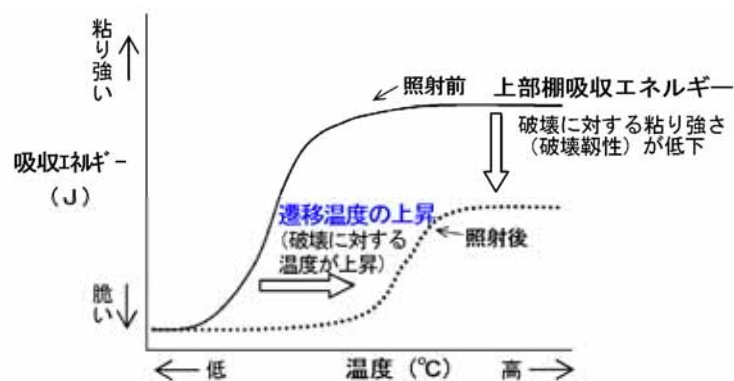 粘り強い
吸収エネルギー
(J)
脆い
照射前
上部棚吸収エネルギー
破壊に対する粘り強さ
(破壊靱性)が低下
遷移温度の上昇
(破壊に対する
温度が上昇)
照射後
低
温度(℃)
高